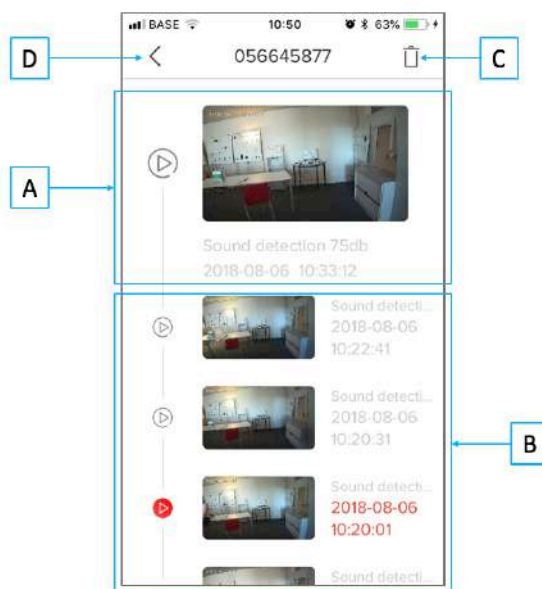 BASE 10:50 63%
D 056645877 C
A
Sound detection 75db
2018-08-06 10:33:12
Sound detecti...
2018-08-06
10:22:41
Sound detecti...
2018-08-06
10:20:31
B
Sound detecti...
2018-08-06
10:20:01
Sound detecti...